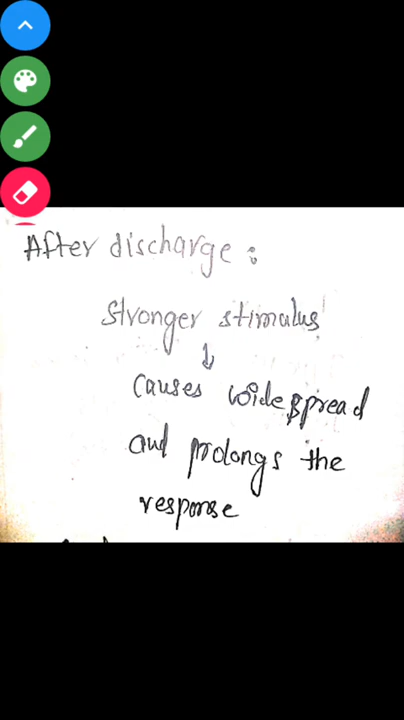 After discharge :
Stronger stimulus
↓
Causes widespread
and prolongs the
response